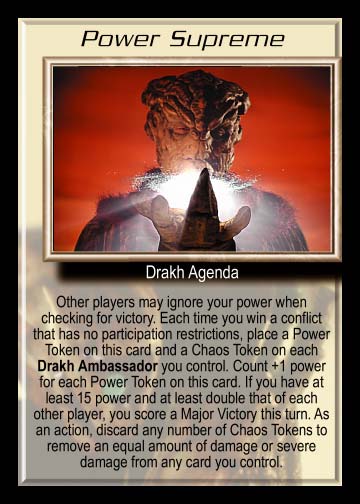 Power Supreme
Drakh Agenda
Other players may ignore your power when
checking for victory. Each time you win a conflict
that has no participation restrictions, place a Power
Token on this card and a Chaos Token on each
Drakh Ambassador you control. Count +1 power
for each Power Token on this card. If you have at
least 15 power and at least double that of each
other player, you score a Major Victory this turn. As
an action, discard any number of Chaos Tokens to
remove an equal amount of damage or severe
damage from any card you control.